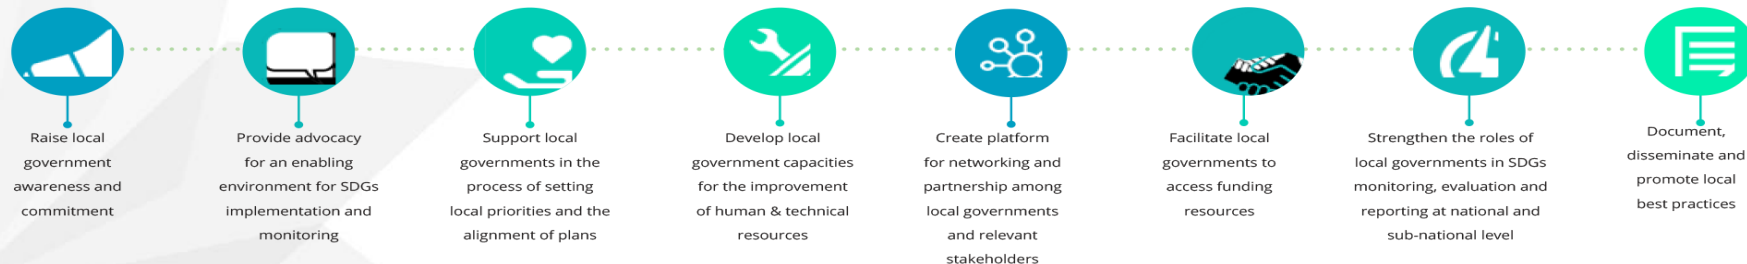 Raise local
government
awareness and
commitment
Provide advocacy
for an enabling
environment for SDGs
implementation and
monitoring
Support local
governments in the
process of setting
local priorities and the
alignment of plans
Develop local
government capacities
for the improvement
of human & technical
resources
Create platform
for networking and
partnership among
local governments
and relevant
stakeholders
Facilitate local
governments to
access funding
resources
Strengthen the roles of
local governments in SDGs
monitoring, evaluation and
reporting at national and
sub-national level
Document,
disseminate and
promote local
best practices